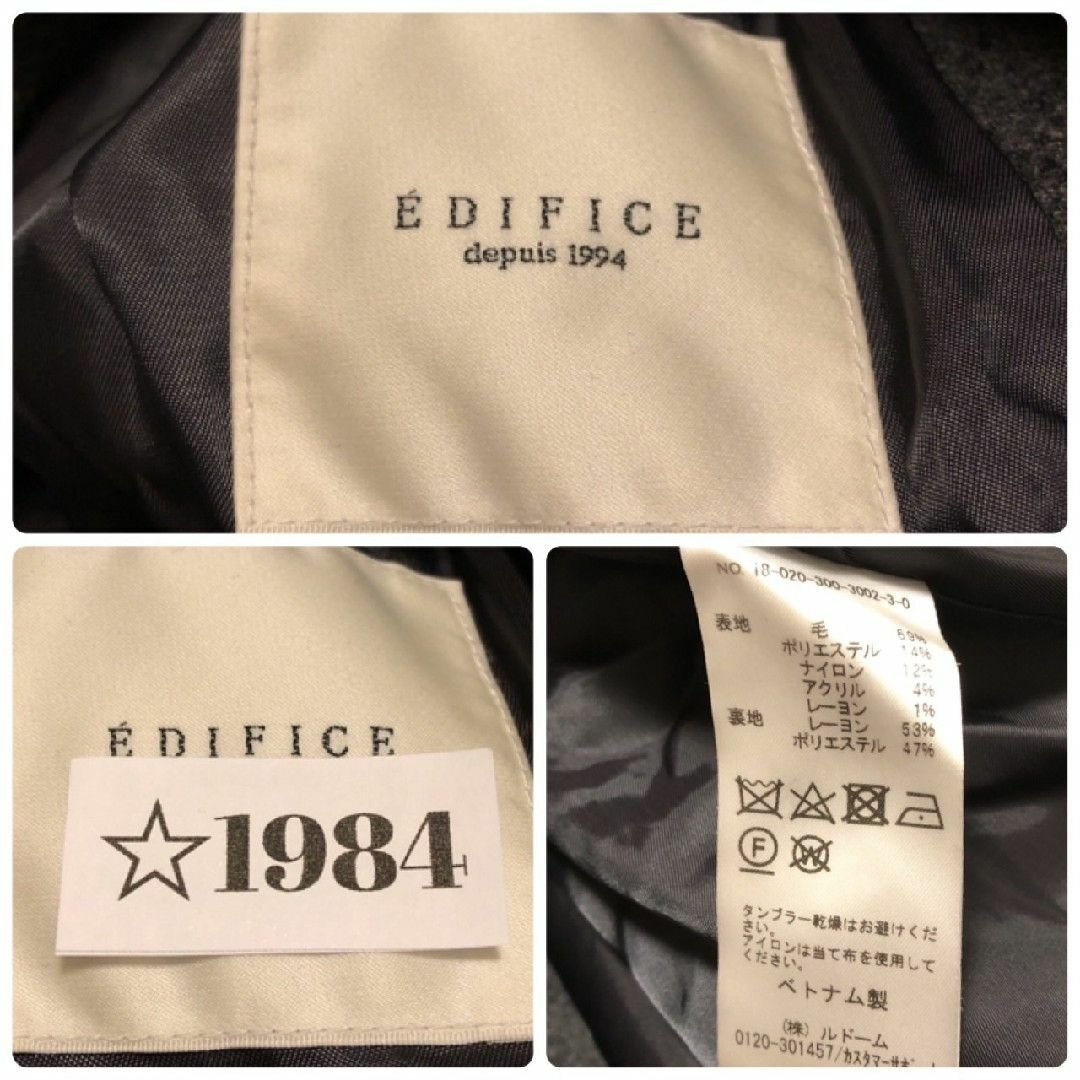 ÉDIFICE
depuis 1994
ÉDIFICE
☆1984
NO. 18-020-300-3002-3-0
表地 毛 69%
ポリエステル 14%
ナイロン 12%
アクリル 4%
レーヨン 1%
裏地 レーヨン 53%
ポリエステル 47%
F
W
タンブラー乾燥はお避けくだ
さい。
アイロンは当て布を使用して
ください。
ベトナム製
(株) ルドーム
0120-301457/カスタマーサポート